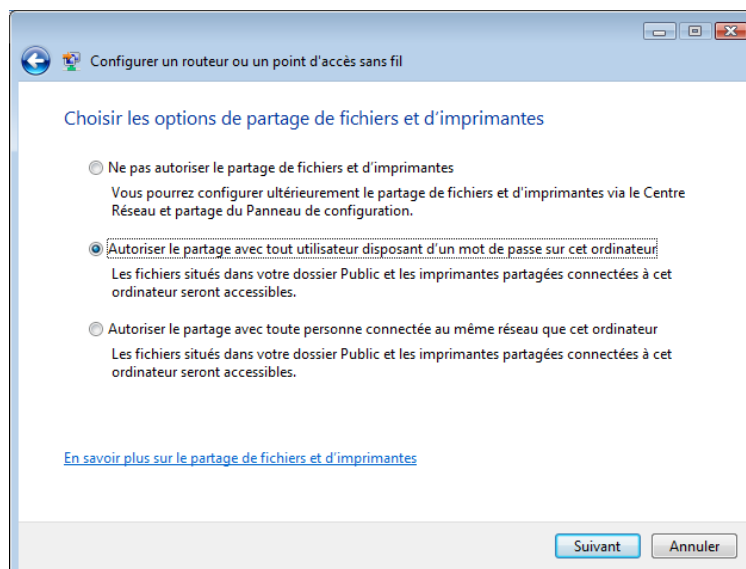 Configurer un routeur ou un point d'accès sans fil
Choisir les options de partage de fichiers et d'imprimantes
Ne pas autoriser le partage de fichiers et d'imprimantes
Vous pourrez configurer ultérieurement le partage de fichiers et d'imprimantes via le Centre
Réseau et partage du Panneau de configuration.
Autoriser le partage avec tout utilisateur disposant d'un mot de passe sur cet ordinateur
Les fichiers situés dans votre dossier Public et les imprimantes partagées connectées à cet
ordinateur seront accessibles.
Autoriser le partage avec toute personne connectée au même réseau que cet ordinateur
Les fichiers situés dans votre dossier Public et les imprimantes partagées connectées à cet
ordinateur seront accessibles.
En savoir plus sur le partage de fichiers et d'imprimantes
Suivant Annuler